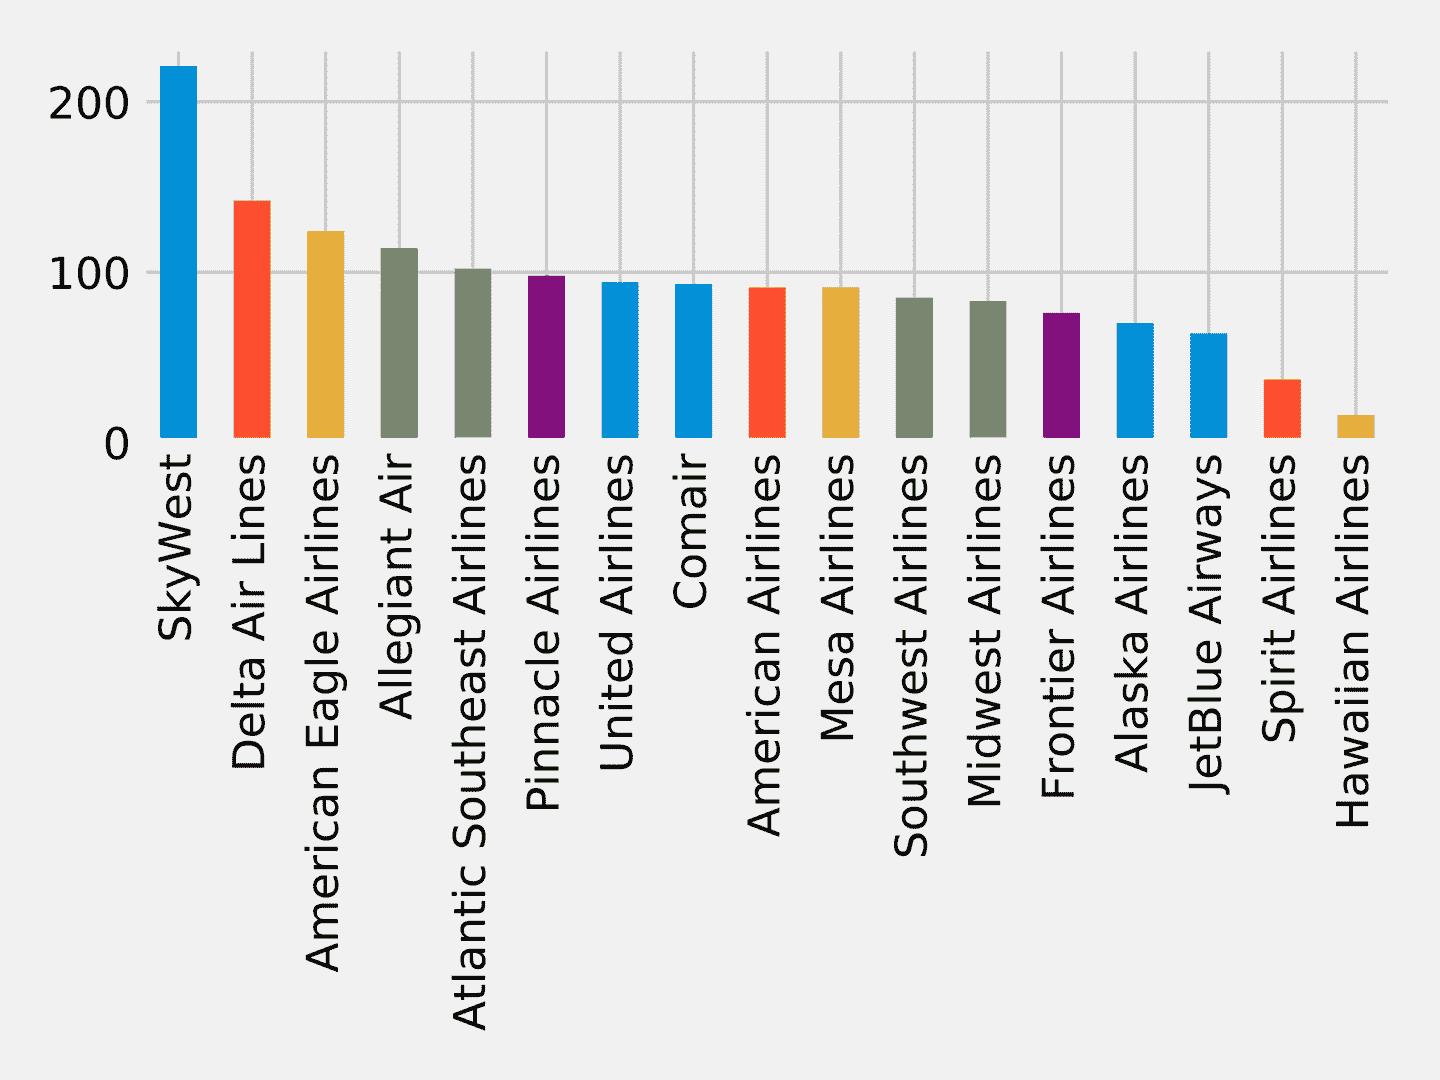 200
100
0
SkyWest
Delta Air Lines
American Eagle Airlines
Allegiant Air
Atlantic Southeast Airlines
Pinnacle Airlines
United Airlines
Comair
American Airlines
Mesa Airlines
Southwest Airlines
Midwest Airlines
Frontier Airlines
Alaska Airlines
JetBlue Airways
Spirit Airlines
Hawaiian Airlines